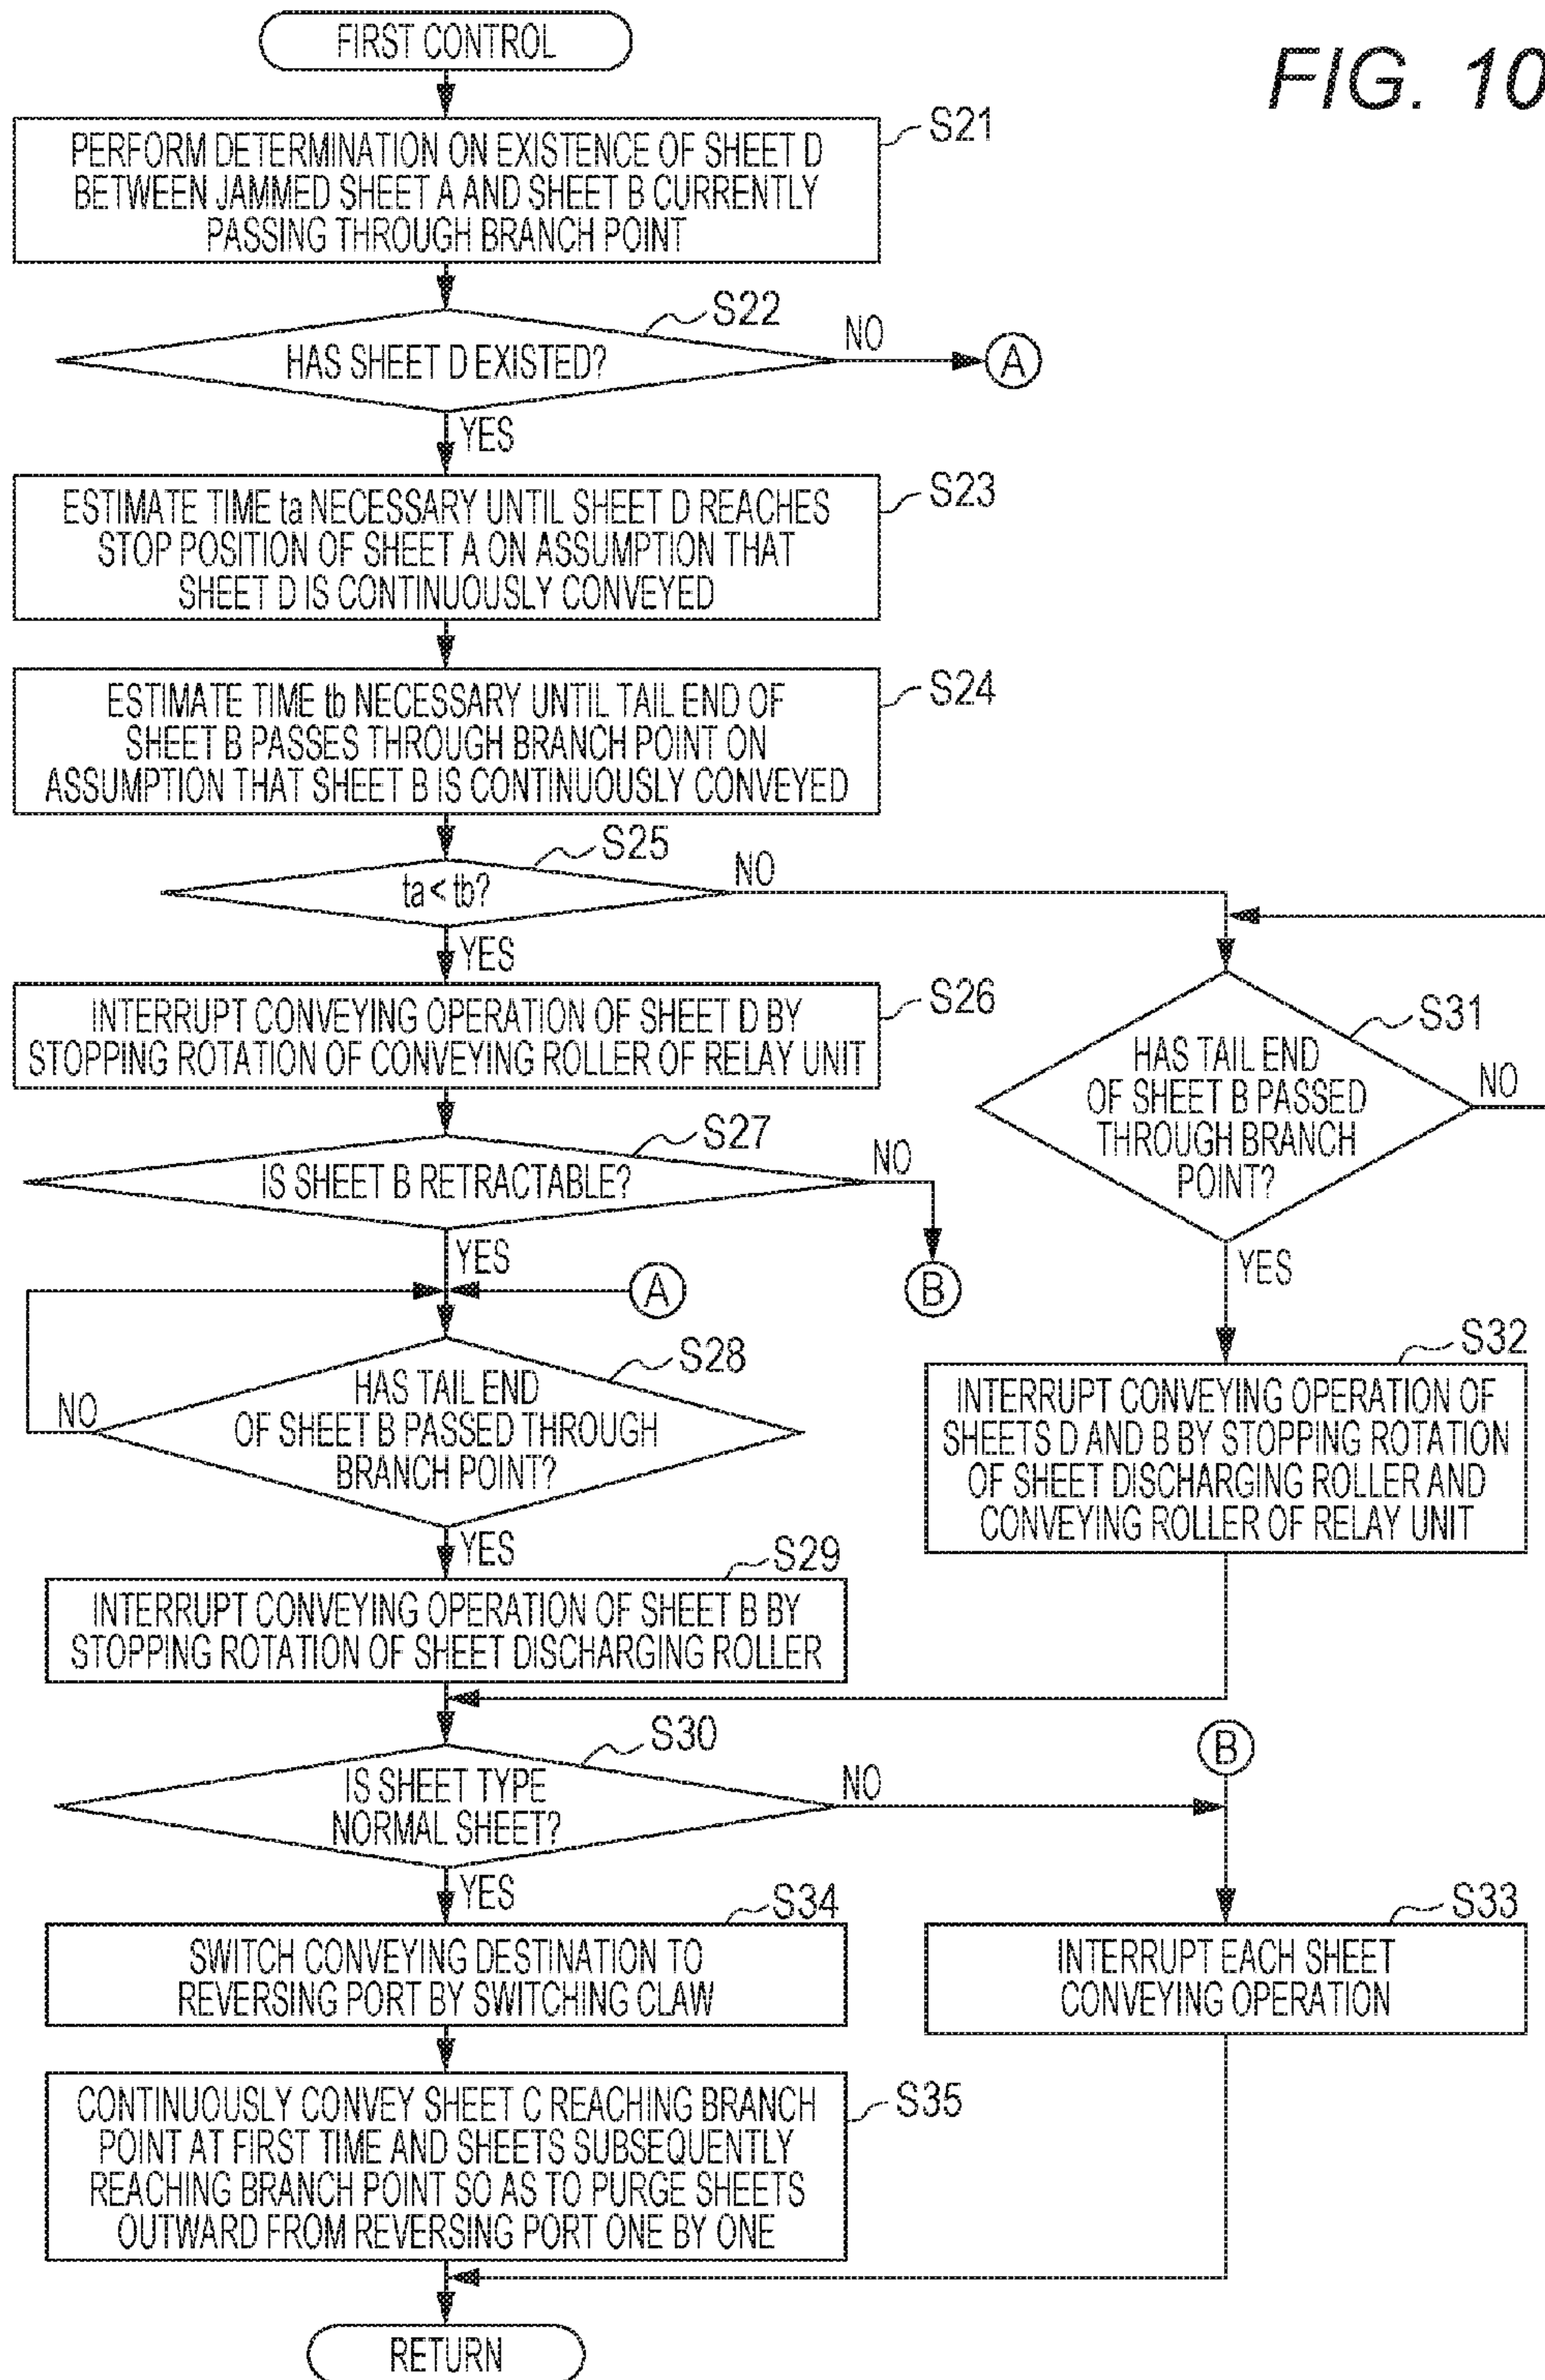 FIG. 10
FIRST CONTROL
S21
PERFORM DETERMINATION ON EXISTENCE OF SHEET D
BETWEEN JAMMED SHEET A AND SHEET B CURRENTLY
PASSING THROUGH BRANCH POINT
S22
HAS SHEET D EXISTED?
NO
A
YES
S23
ESTIMATE TIME ta NECESSARY UNTIL SHEET D REACHES
STOP POSITION OF SHEET A ON ASSUMPTION THAT
SHEET D IS CONTINUOUSLY CONVEYED
S24
ESTIMATE TIME tb NECESSARY UNTIL TAIL END OF
SHEET B PASSES THROUGH BRANCH POINT ON
ASSUMPTION THAT SHEET B IS CONTINUOUSLY CONVEYED
S25
ta < tb?
NO
YES
S26
INTERRUPT CONVEYING OPERATION OF SHEET D BY
STOPPING ROTATION OF CONVEYING ROLLER OF RELAY UNIT
S27
IS SHEET B RETRACTABLE?
NO
B
YES
A
S28
HAS TAIL END
OF SHEET B PASSED THROUGH
BRANCH POINT?
NO
YES
S29
INTERRUPT CONVEYING OPERATION OF SHEET B BY
STOPPING ROTATION OF SHEET DISCHARGING ROLLER
S31
HAS TAIL END
OF SHEET B PASSED
THROUGH BRANCH
POINT?
NO
YES
S32
INTERRUPT CONVEYING OPERATION OF
SHEETS D AND B BY STOPPING ROTATION
OF SHEET DISCHARGING ROLLER AND
CONVEYING ROLLER OF RELAY UNIT
S30
IS SHEET TYPE
NORMAL SHEET?
NO
B
YES
S34
SWITCH CONVEYING DESTINATION TO
REVERSING PORT BY SWITCHING CLAW
S33
INTERRUPT EACH SHEET
CONVEYING OPERATION
S35
CONTINUOUSLY CONVEY SHEET C REACHING BRANCH
POINT AT FIRST TIME AND SHEETS SUBSEQUENTLY
REACHING BRANCH POINT SO AS TO PURGE SHEETS
OUTWARD FROM REVERSING PORT ONE BY ONE
RETURN